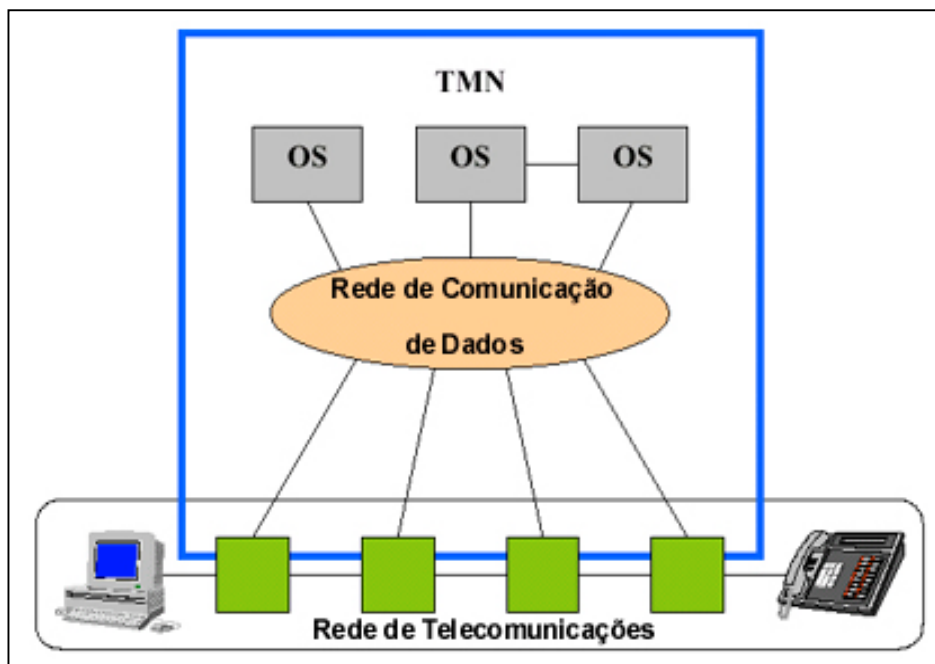 TMN
OS OS OS
Rede de Comunicação
de Dados
Rede de Telecomunicações